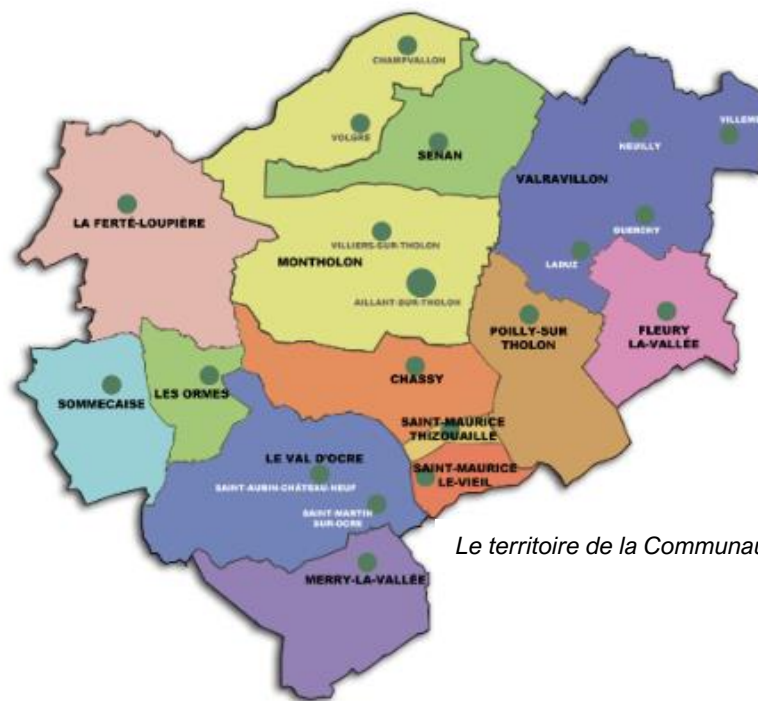 CHAMPVALLON
VOLGRE
SENAN
NEUILLY
VALRAVILLON
LA FERTÉ-LOUPIÈRE
GUERCHY
VILLIERS-SUR-THOLON
MONTHOLON
LADUZ
AILLANT-SUR-THOLON
POILLY-SUR
THOLON
FLEURY
LA-VALLÉE
CHASSY
LES ORMES
SOMMECAISE
SAINT-MAURICE
THIZOUAILLE
LE VAL D'OCRE
SAINT-MAURICE
LE-VIEIL
SAINT-AUBIN-CHÂTEAU-NEUF
SAINT-MARTIN
SUR-OCRE
Le territoire de la
MERRY-LA-VALLÉE